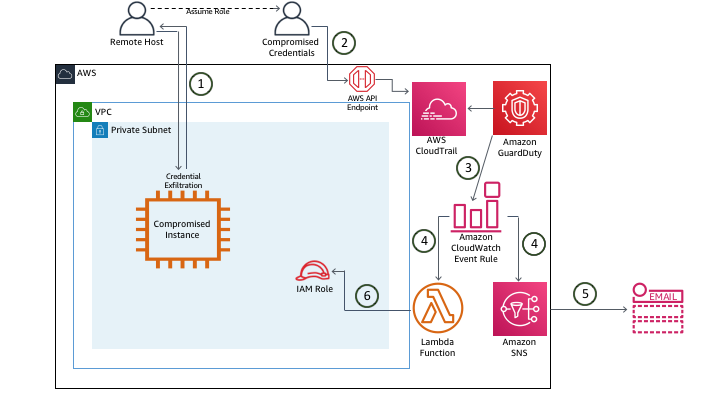 Assume Role
Remote Host
Compromised
Credentials
2
AWS
1
AWS API
Endpoint
VPC
Private Subnet
AWS
CloudTrail
Amazon
GuardDuty
3
Credential
Exfiltration
Compromised
Instance
Amazon
CloudWatch
Event Rule
4
4
IAM Role
6
5
EMAIL
Lambda
Function
Amazon
SNS